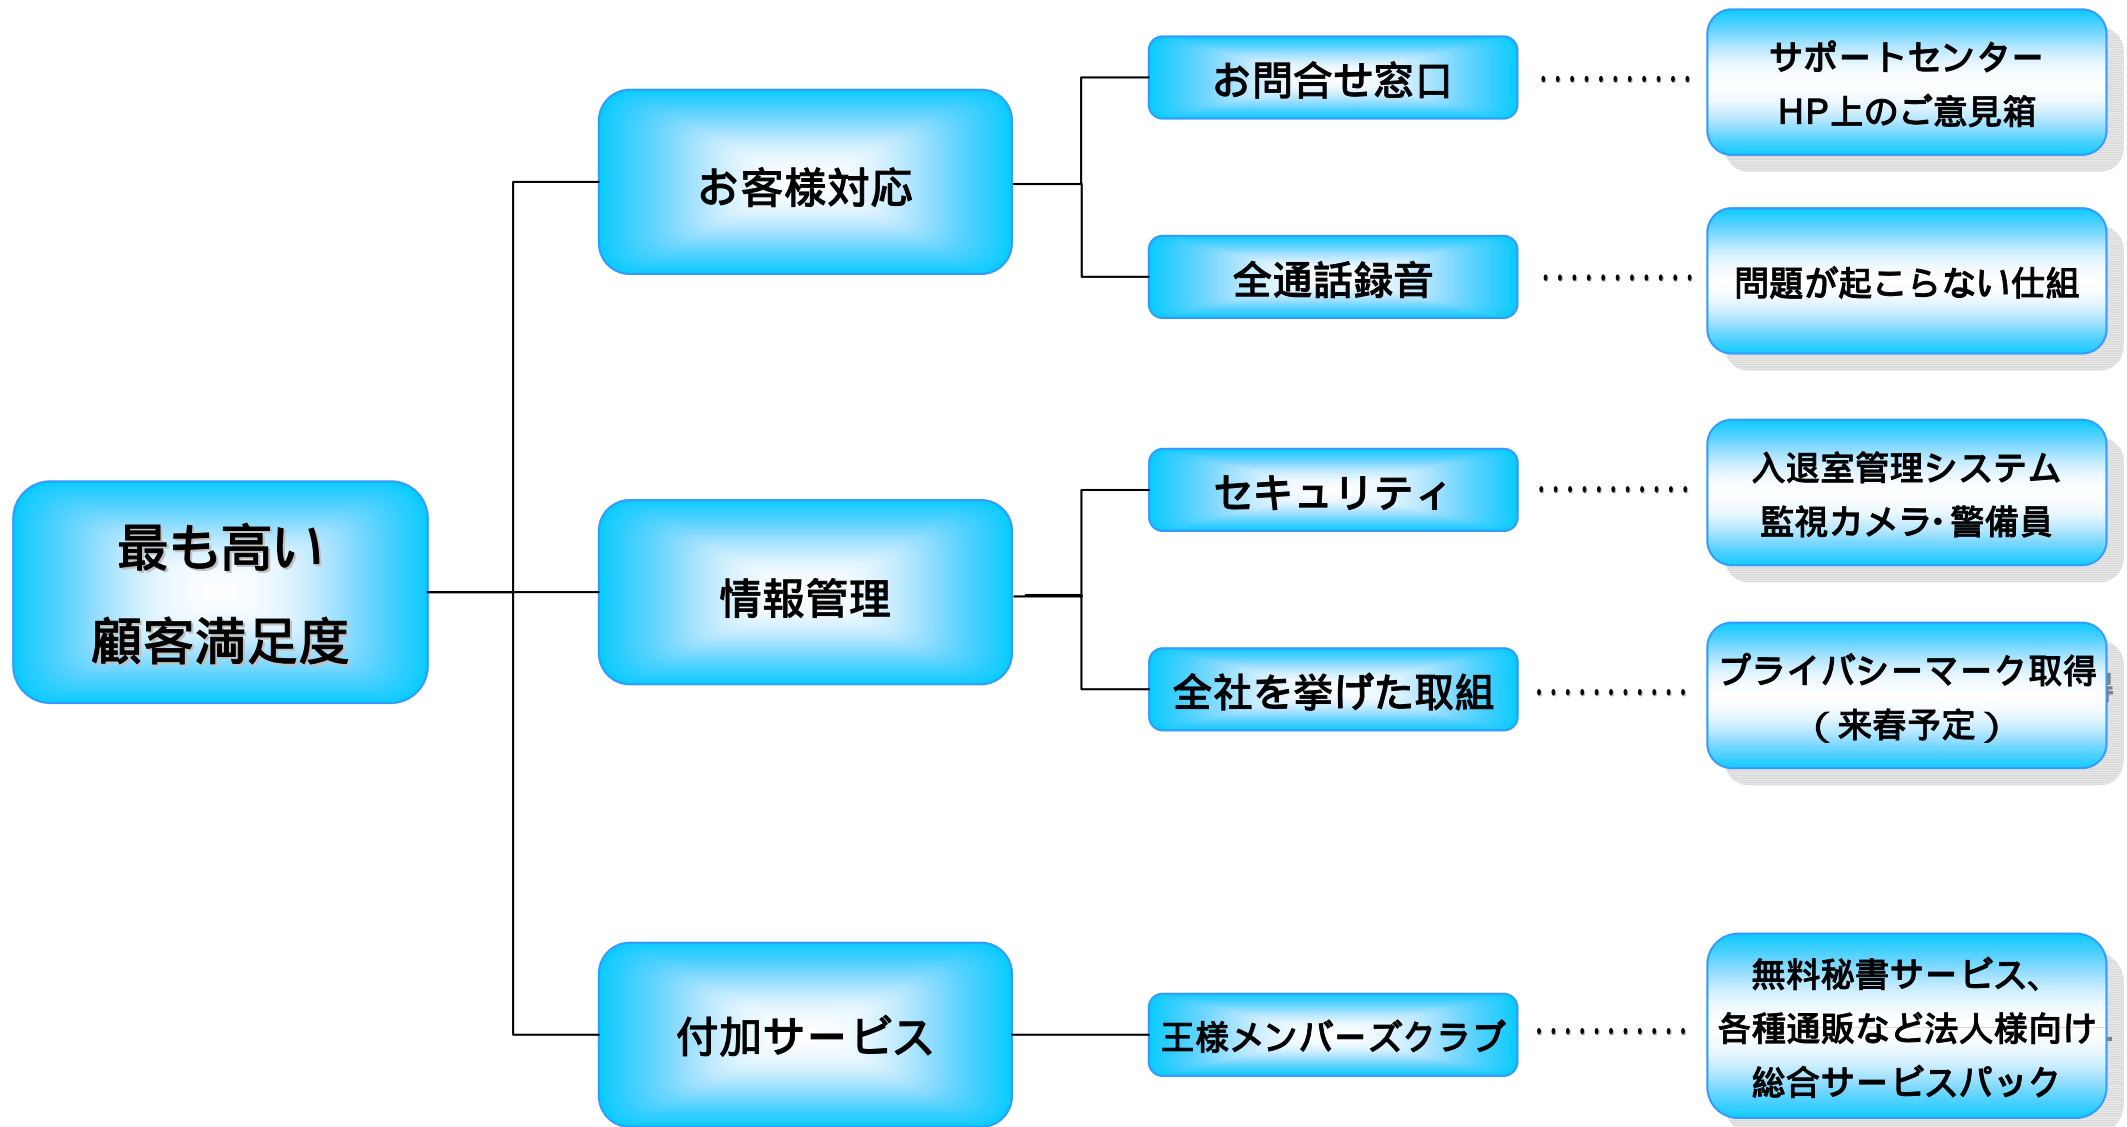 最も高い
顧客満足度
お客様対応
お問合せ窓口
サポートセンター
HP上のご意見箱
全通話録音
問題が起こらない仕組
情報管理
セキュリティ
入退室管理システム
監視カメラ・警備員
全社を挙げた取組
プライバシーマーク取得
（来春予定）
付加サービス
王様メンバーズクラブ
無料秘書サービス、
各種通販など法人様向け
総合サービスパック